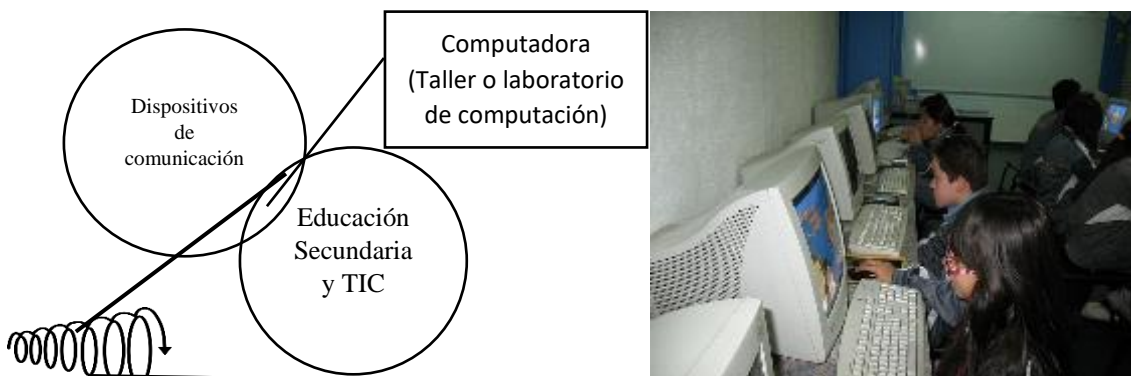 Dispositivos
de
comunicación
Computadora
(Taller o laboratorio
de computación)
Educación
Secundaria
y TIC